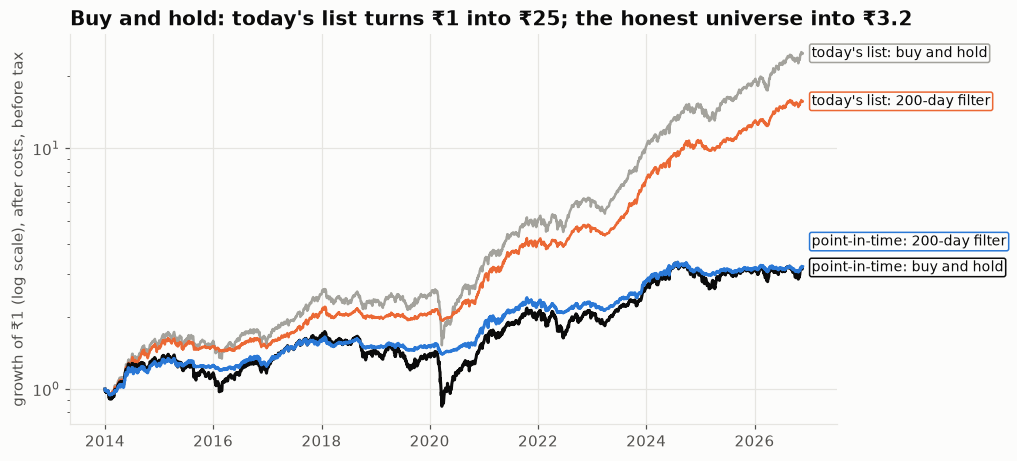 Buy and hold: today's list turns ₹1 into ₹25; the honest universe into ₹3.2
growth of ₹1 (log scale), after costs, before tax
10¹
10⁰
today's list: buy and hold
today's list: 200-day filter
point-in-time: 200-day filter
point-in-time: buy and hold
2014 2016 2018 2020 2022 2024 2026